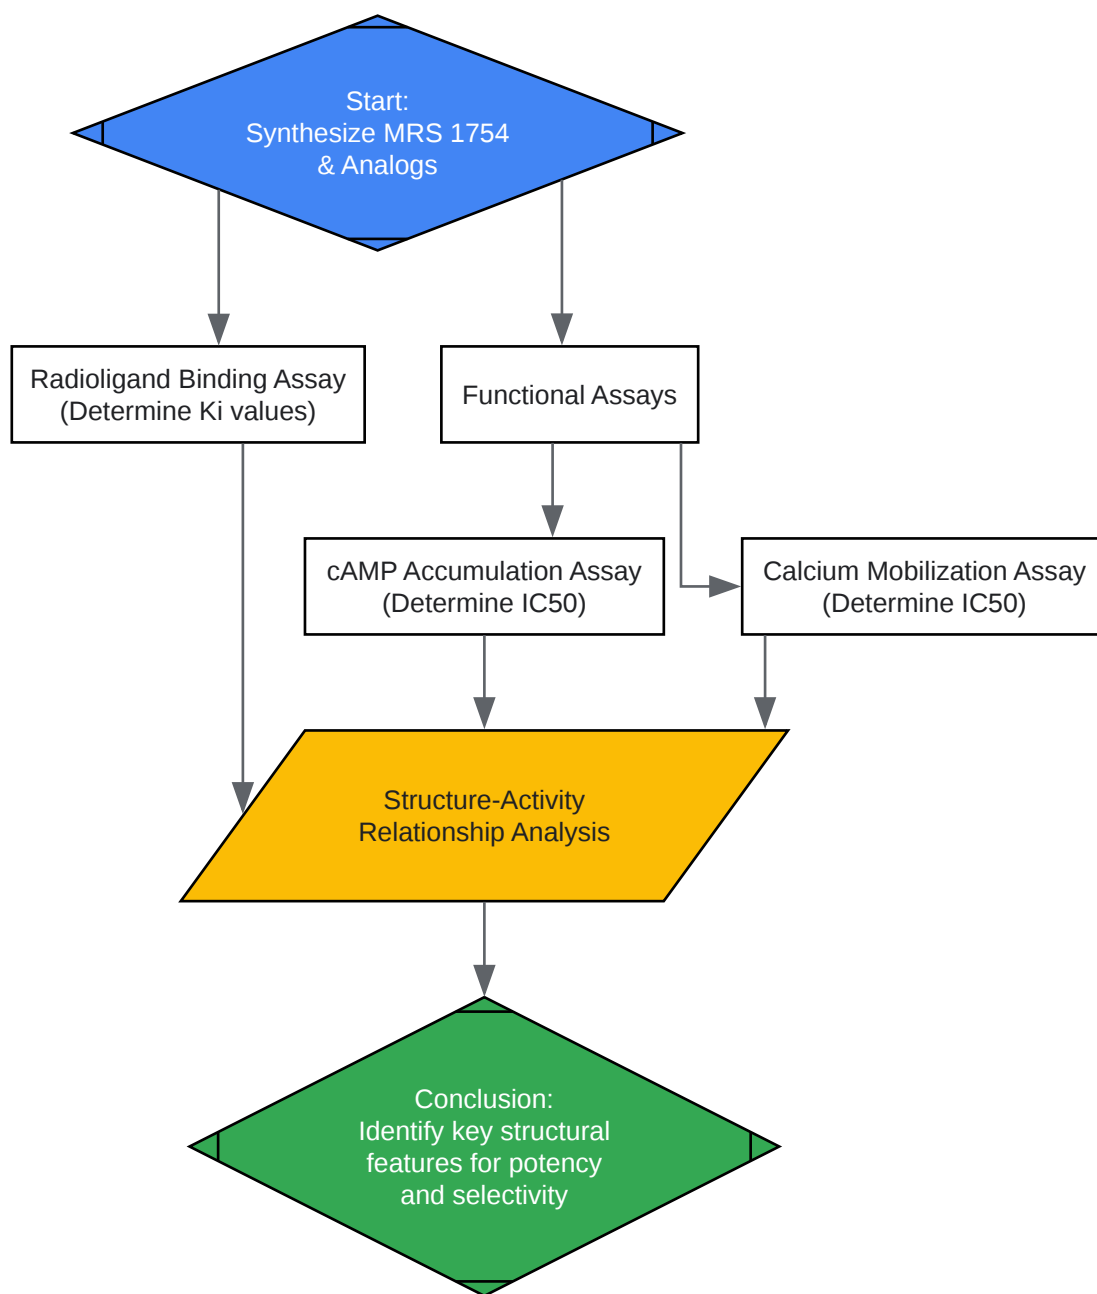 Start:
Synthesize MRS 1754
& Analogs
Radioligand Binding Assay
(Determine Ki values)
Functional Assays
cAMP Accumulation Assay
(Determine IC50)
Calcium Mobilization Assay
(Determine IC50)
Structure-Activity
Relationship Analysis
Conclusion:
Identify key structural
features for potency
and selectivity